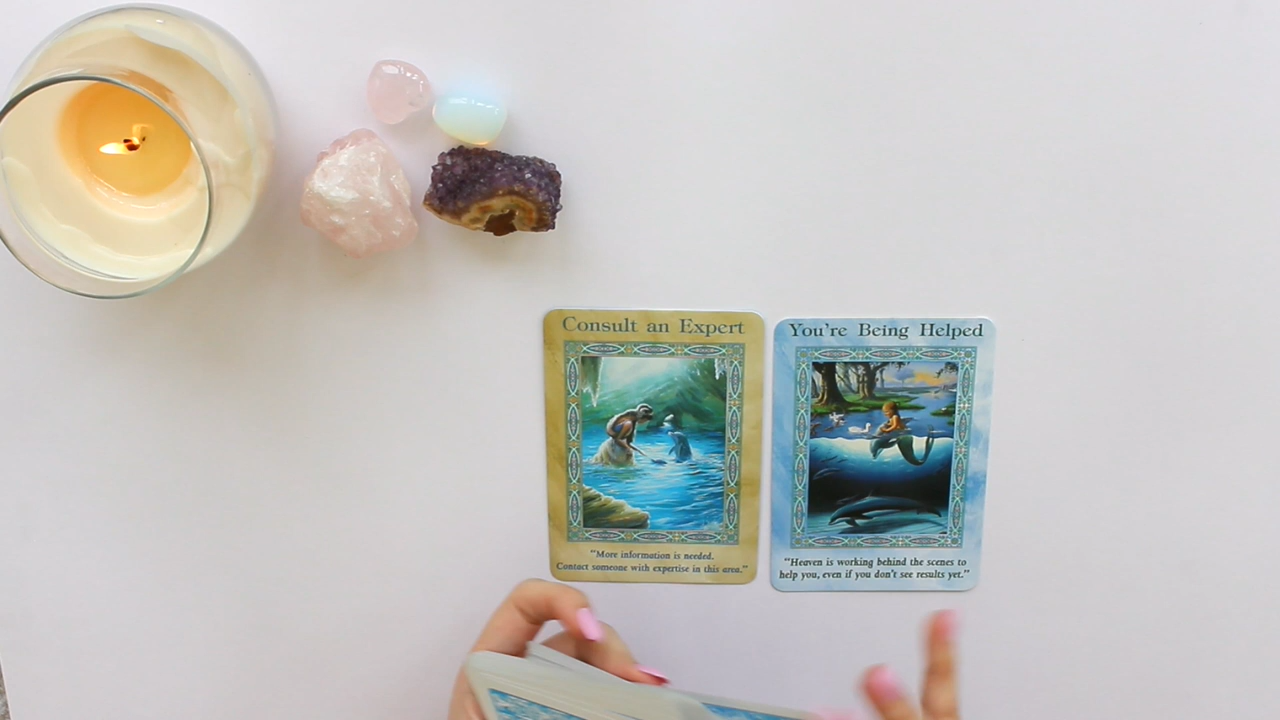 Consult an Expert
"More information is needed.
Contact someone with expertise in this area."
You're Being Helped
"Heaven is working behind the scenes to
help you, even if you don't see results yet."